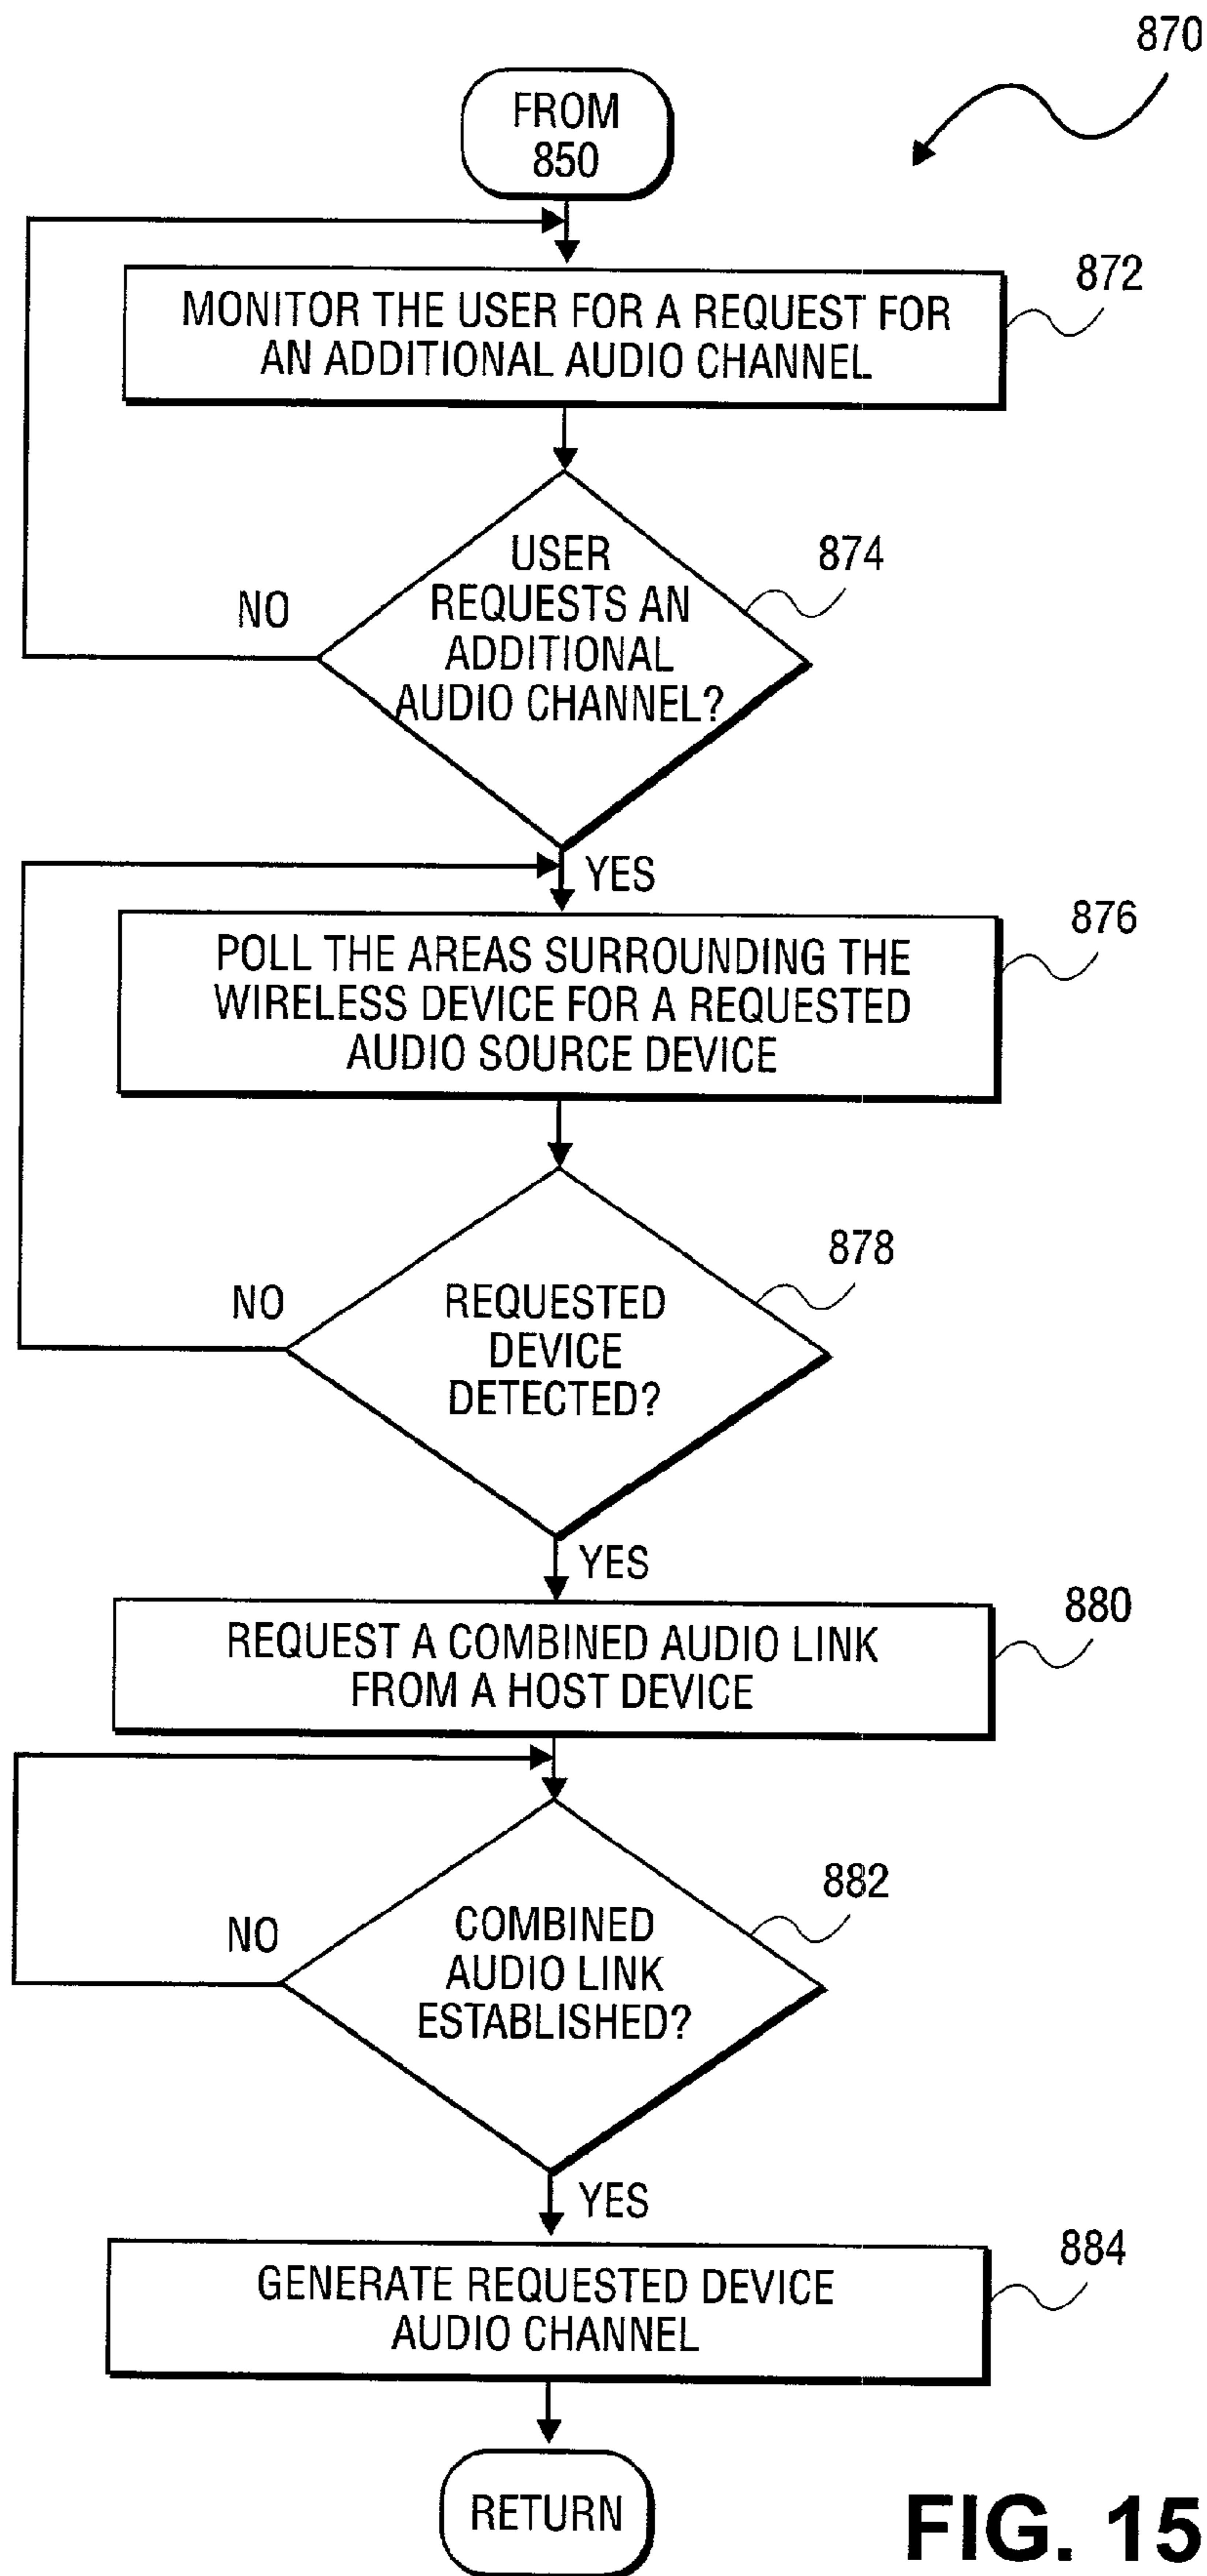 870
FROM
850
MONITOR THE USER FOR A REQUEST FOR
AN ADDITIONAL AUDIO CHANNEL
872
USER
REQUESTS AN
ADDITIONAL
AUDIO CHANNEL?
874
NO
YES
POLL THE AREAS SURROUNDING THE
WIRELESS DEVICE FOR A REQUESTED
AUDIO SOURCE DEVICE
876
REQUESTED
DEVICE
DETECTED?
878
NO
YES
REQUEST A COMBINED AUDIO LINK
FROM A HOST DEVICE
880
COMBINED
AUDIO LINK
ESTABLISHED?
882
NO
YES
GENERATE REQUESTED DEVICE
AUDIO CHANNEL
884
RETURN
FIG. 15